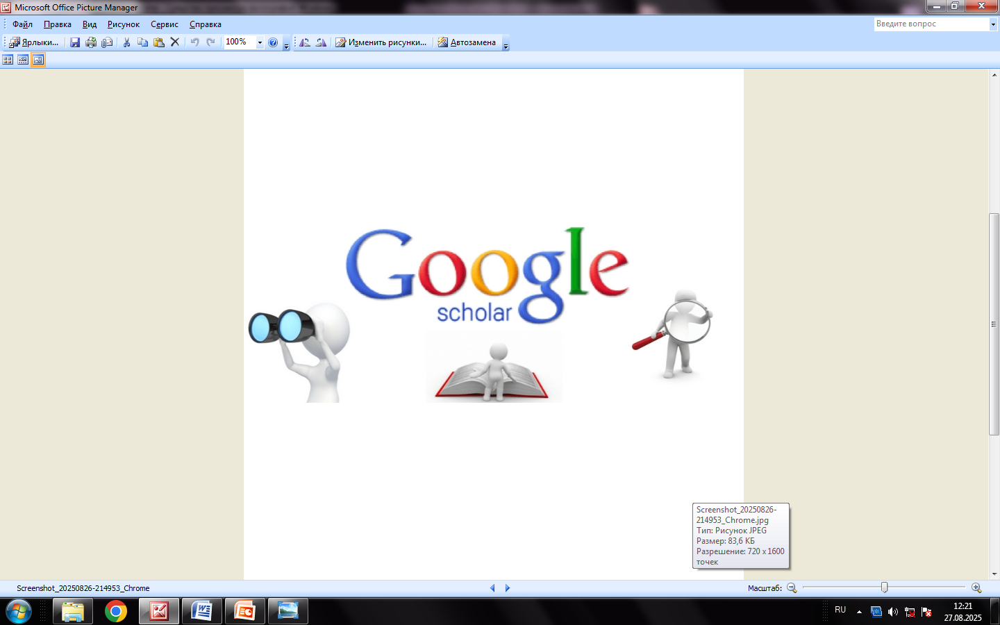 Microsoft Office Picture Manager
Файл Правка Вид Рисунок Сервис Справка
Введите вопрос
Ярлыки... 100% Изменить рисунки... Автозамена
Google
scholar
Screenshot_20250826-
214953_Chrome.jpg
Тип: Рисунок JPEG
Размер: 83,6 КБ
Разрешение: 720 x 1600
точек
Screenshot_20250826-214953_Chrome
Масштаб:
RU
12:21
27.08.2025